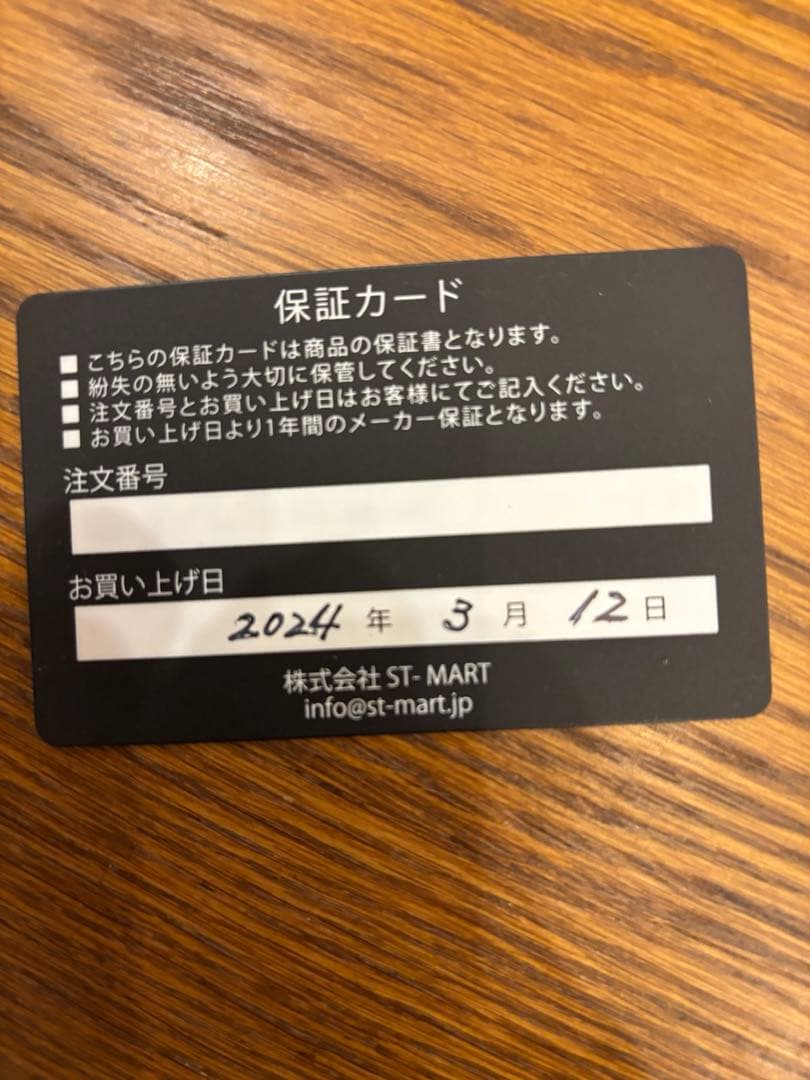 保証カード
■ こちらの保証カードは商品の保証書となります。
■ 紛失の無いよう大切に保管してください。
■ 注文番号とお買い上げ日はお客様にてご記入ください。
■ お買い上げ日より1年間のメーカー保証となります。
注文番号
お買い上げ日
2024 年 3 月 12 日
株式会社 ST- MART
info@st-mart.jp